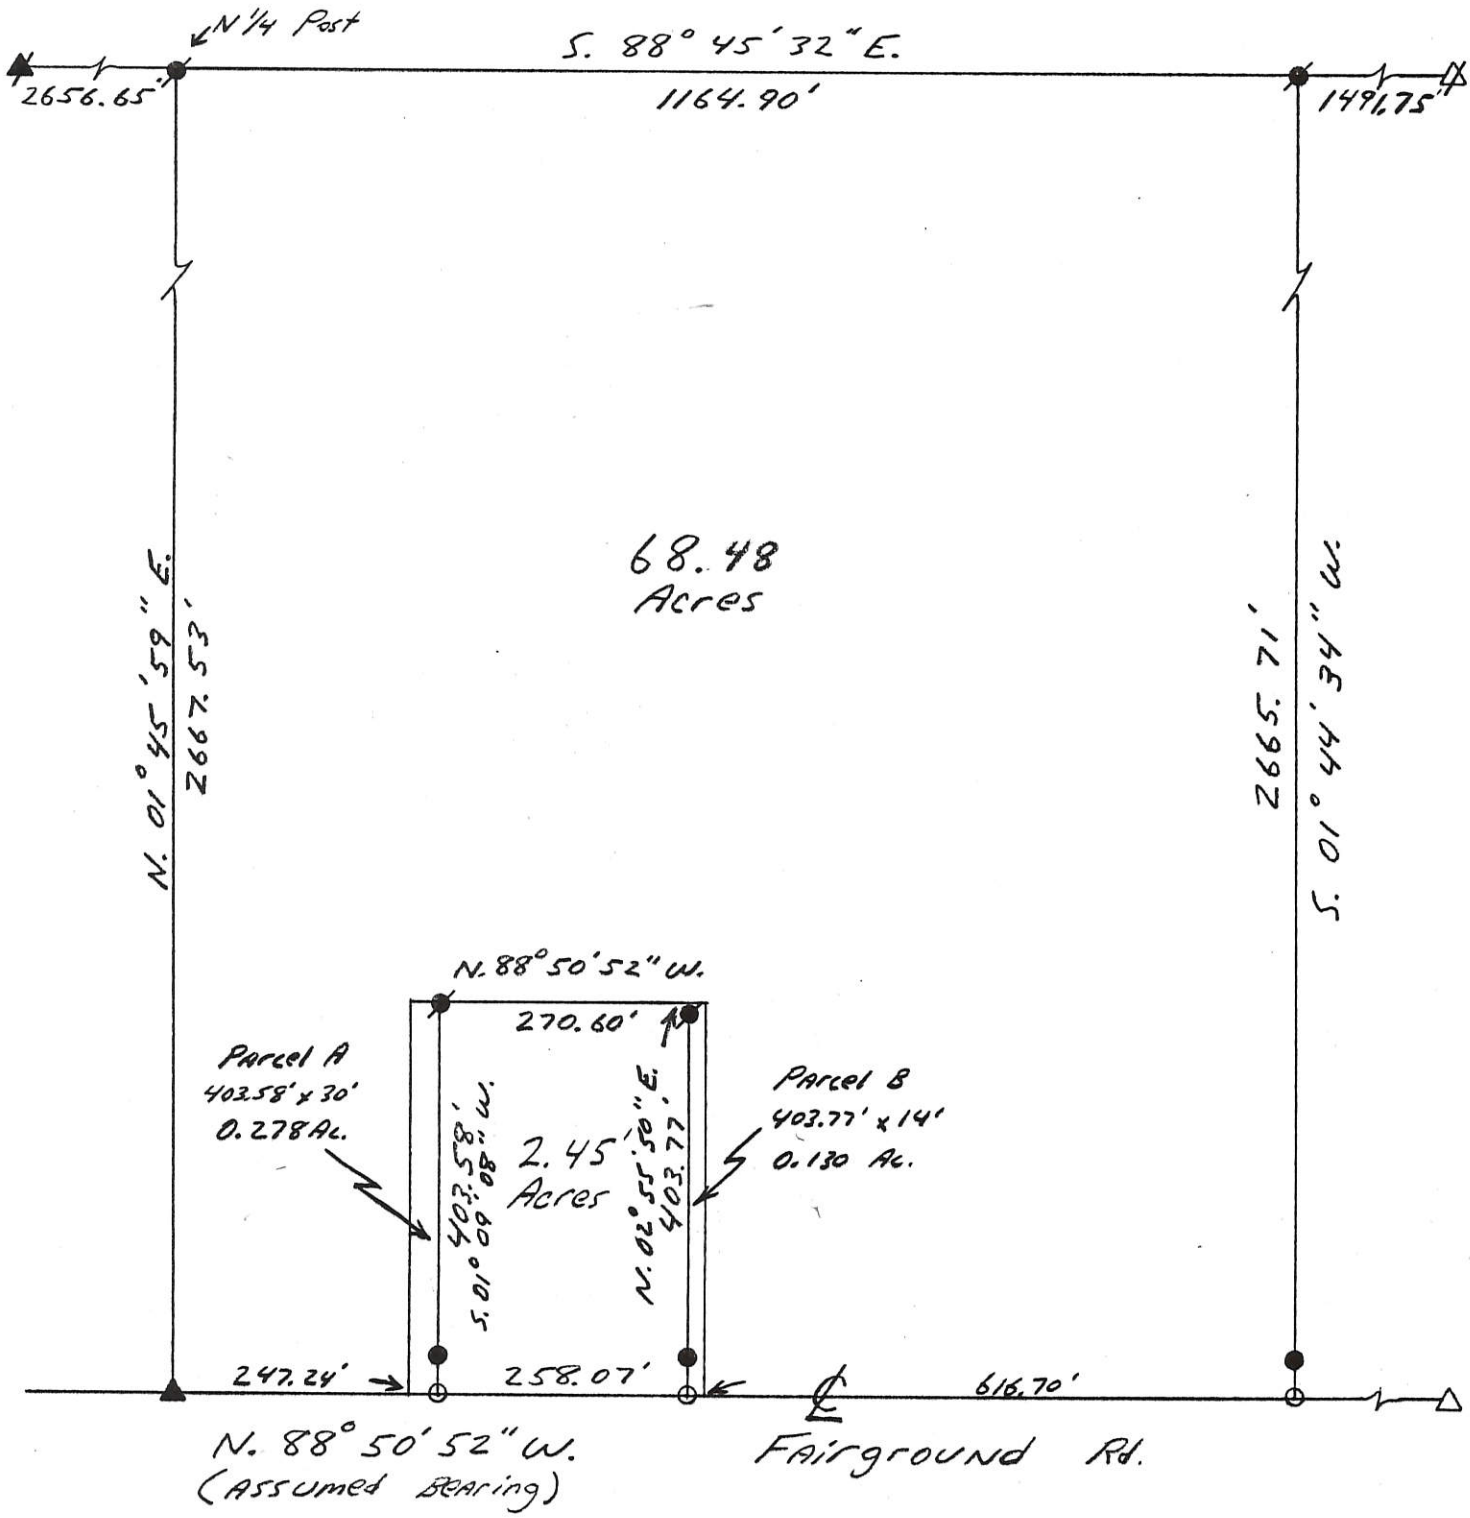 N 1/4 Post
S. 88° 45' 32" E.
2656.65'
1164.90'
1491.75'
68.48
Acres
N. 01° 45' 59" E.
2667.53'
2665.71'
S. 01° 44' 34" W.
N. 88° 50' 52" W.
270.60'
Parcel A
403.58' x 30'
0.278 Ac.
403.58'
S. 01° 09' 08" W.
2.45
Acres
N. 02° 55' 50" E.
403.77'
Parcel B
403.77' x 14'
0.130 Ac.
247.24'
258.07'
616.70'
℄
N. 88° 50' 52" W.
(Assumed Bearing)
Fairground Rd.